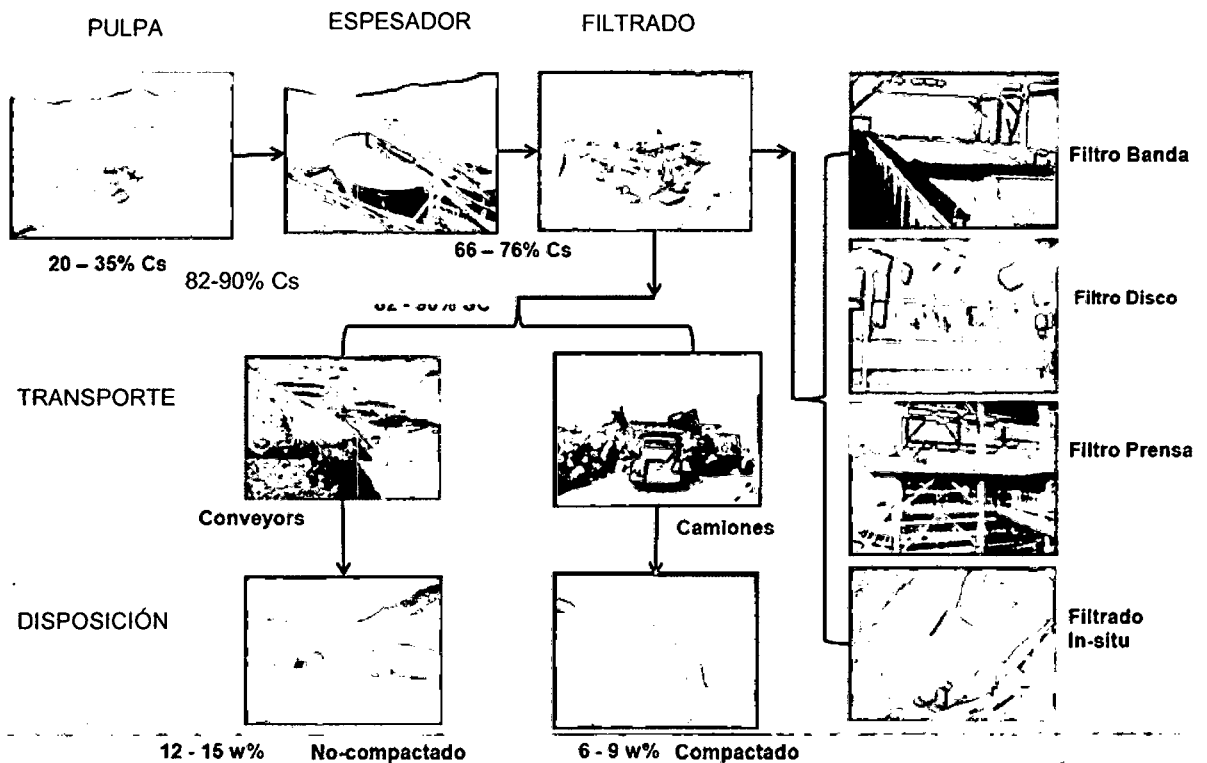 PULPA
ESPESADOR
FILTRADO
Filtro Banda
20 – 35% Cs
66 – 76% Cs
82-90% Cs
Filtro Disco
TRANSPORTE
Filtro Prensa
Conveyors
Camiones
DISPOSICIÓN
Filtrado
In-situ
12 - 15 w% No-compactado
6 - 9 w% Compactado